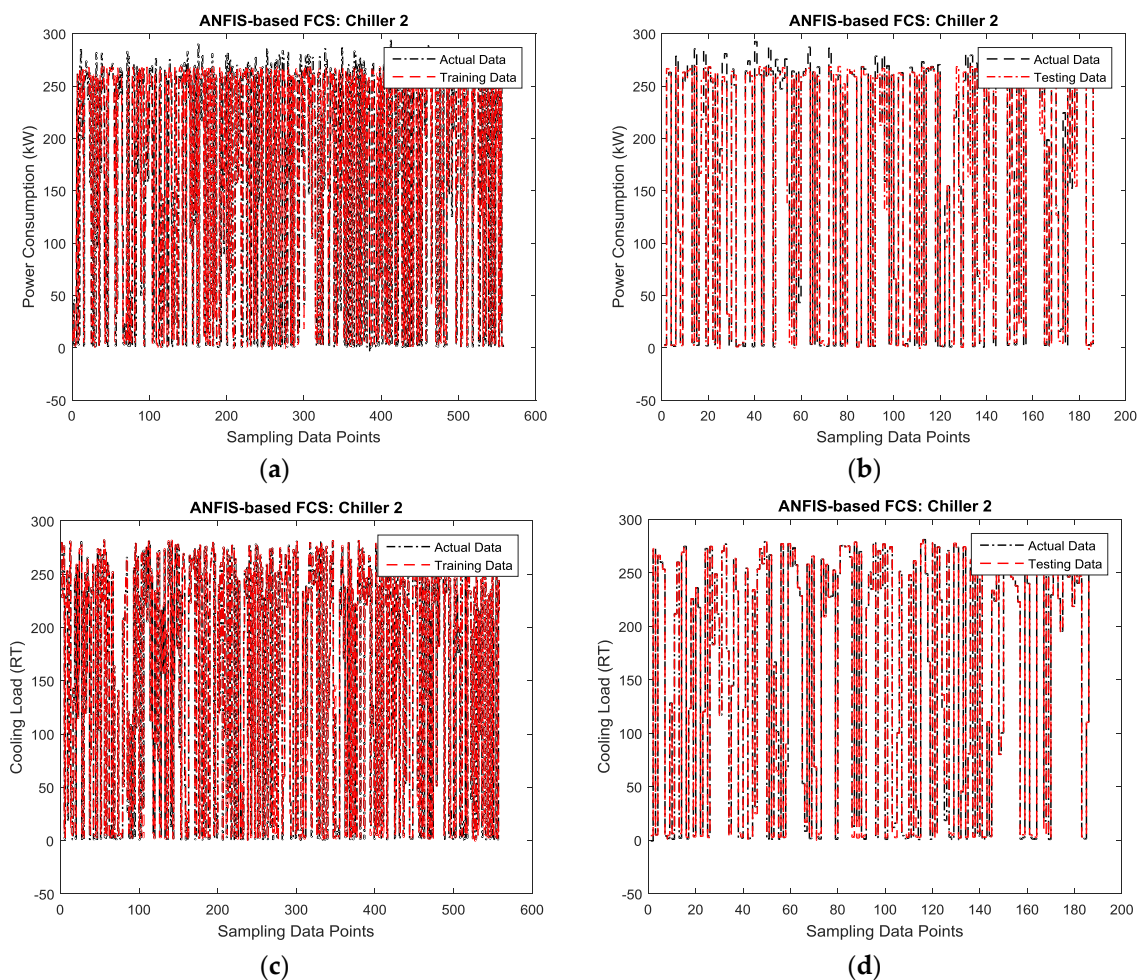 ANFIS-based FCS: Chiller 2
300
250
200
150
100
50
0
-50
Power Consumption (kW)
Actual Data
Training Data
0
100
200
300
400
500
600
Sampling Data Points
(a)
ANFIS-based FCS: Chiller 2
300
250
200
150
100
50
0
-50
Power Consumption (kW)
Actual Data
Testing Data
0
20
40
60
80
100
120
140
160
180
200
Sampling Data Points
(b)
ANFIS-based FCS: Chiller 2
300
250
200
150
100
50
0
-50
Cooling Load (RT)
Actual Data
Training Data
0
100
200
300
400
500
600
Sampling Data Points
(c)
ANFIS-based FCS: Chiller 2
300
250
200
150
100
50
0
-50
Cooling Load (RT)
Actual Data
Testing Data
0
20
40
60
80
100
120
140
160
180
200
Sampling Data Points
(d)